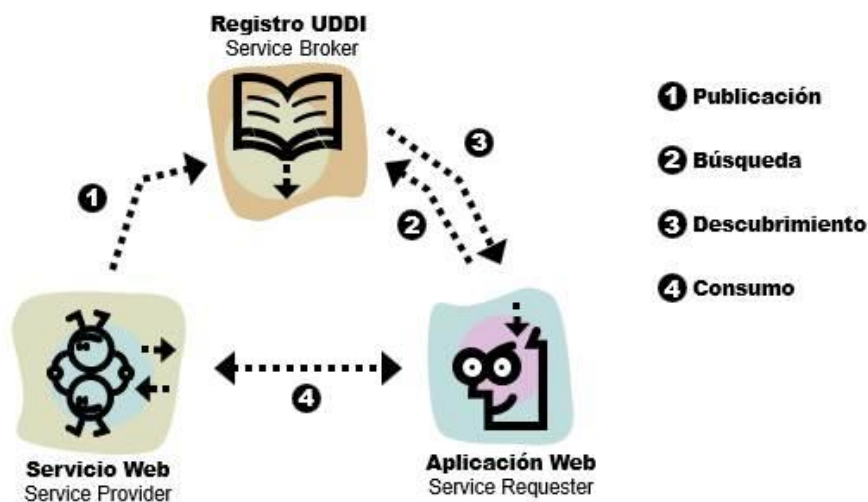 Registro UDDI
Service Broker
1 Publicación
2 Búsqueda
3 Descubrimiento
4 Consumo
3
2
1
4
Servicio Web
Service Provider
Aplicación Web
Service Requester